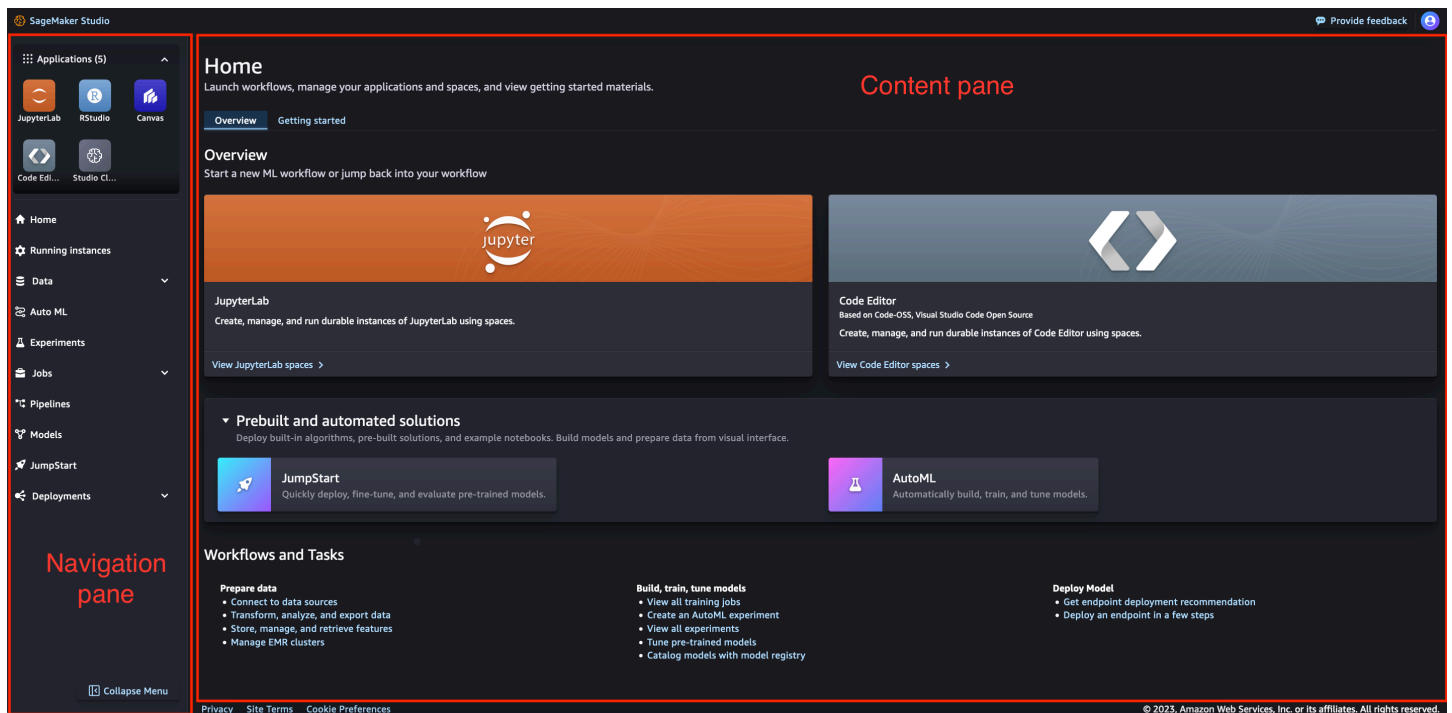 SageMaker Studio
Provide feedback
Applications (5)
JupyterLab RStudio Canvas
Code Edi... Studio Cl...
Home
Running instances
Data
Auto ML
Experiments
Jobs
Pipelines
Models
JumpStart
Deployments
Navigation
pane
Collapse Menu
Home
Launch workflows, manage your applications and spaces, and view getting started materials.
Content pane
Overview Getting started
Overview
Start a new ML workflow or jump back into your workflow
jupyter
JupyterLab
Create, manage, and run durable instances of JupyterLab using spaces.
View JupyterLab spaces
Code Editor
Based on Code-OSS, Visual Studio Code Open Source
Create, manage, and run durable instances of Code Editor using spaces.
View Code Editor spaces
Prebuilt and automated solutions
Deploy built-in algorithms, pre-built solutions, and example notebooks. Build models and prepare data from visual interface.
JumpStart
Quickly deploy, fine-tune, and evaluate pre-trained models.
AutoML
Automatically build, train, and tune models.
Workflows and Tasks
Prepare data
• Connect to data sources
• Transform, analyze, and export data
• Store, manage, and retrieve features
• Manage EMR clusters
Build, train, tune models
• View all training jobs
• Create an AutoML experiment
• View all experiments
• Tune pre-trained models
• Catalog models with model registry
Deploy Model
• Get endpoint deployment recommendation
• Deploy an endpoint in a few steps
Privacy Site Terms Cookie Preferences
© 2023, Amazon Web Services, Inc. or its affiliates. All rights reserved.